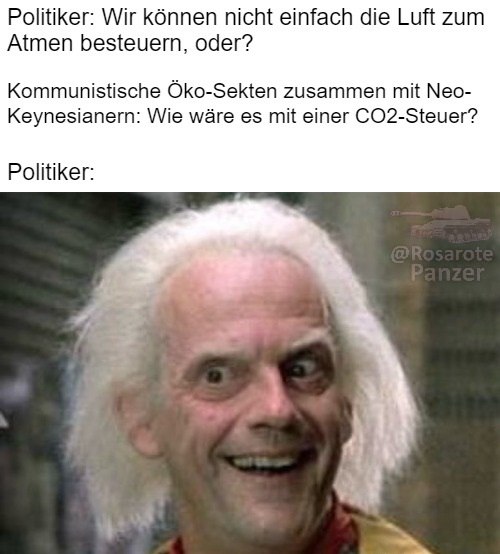 Politiker: Wir können nicht einfach die Luft zum
Atmen besteuern, oder?
Kommunistische Öko-Sekten zusammen mit Neo-
Keynesianern: Wie wäre es mit einer CO2-Steuer?
Politiker:
@Rosarote
Panzer